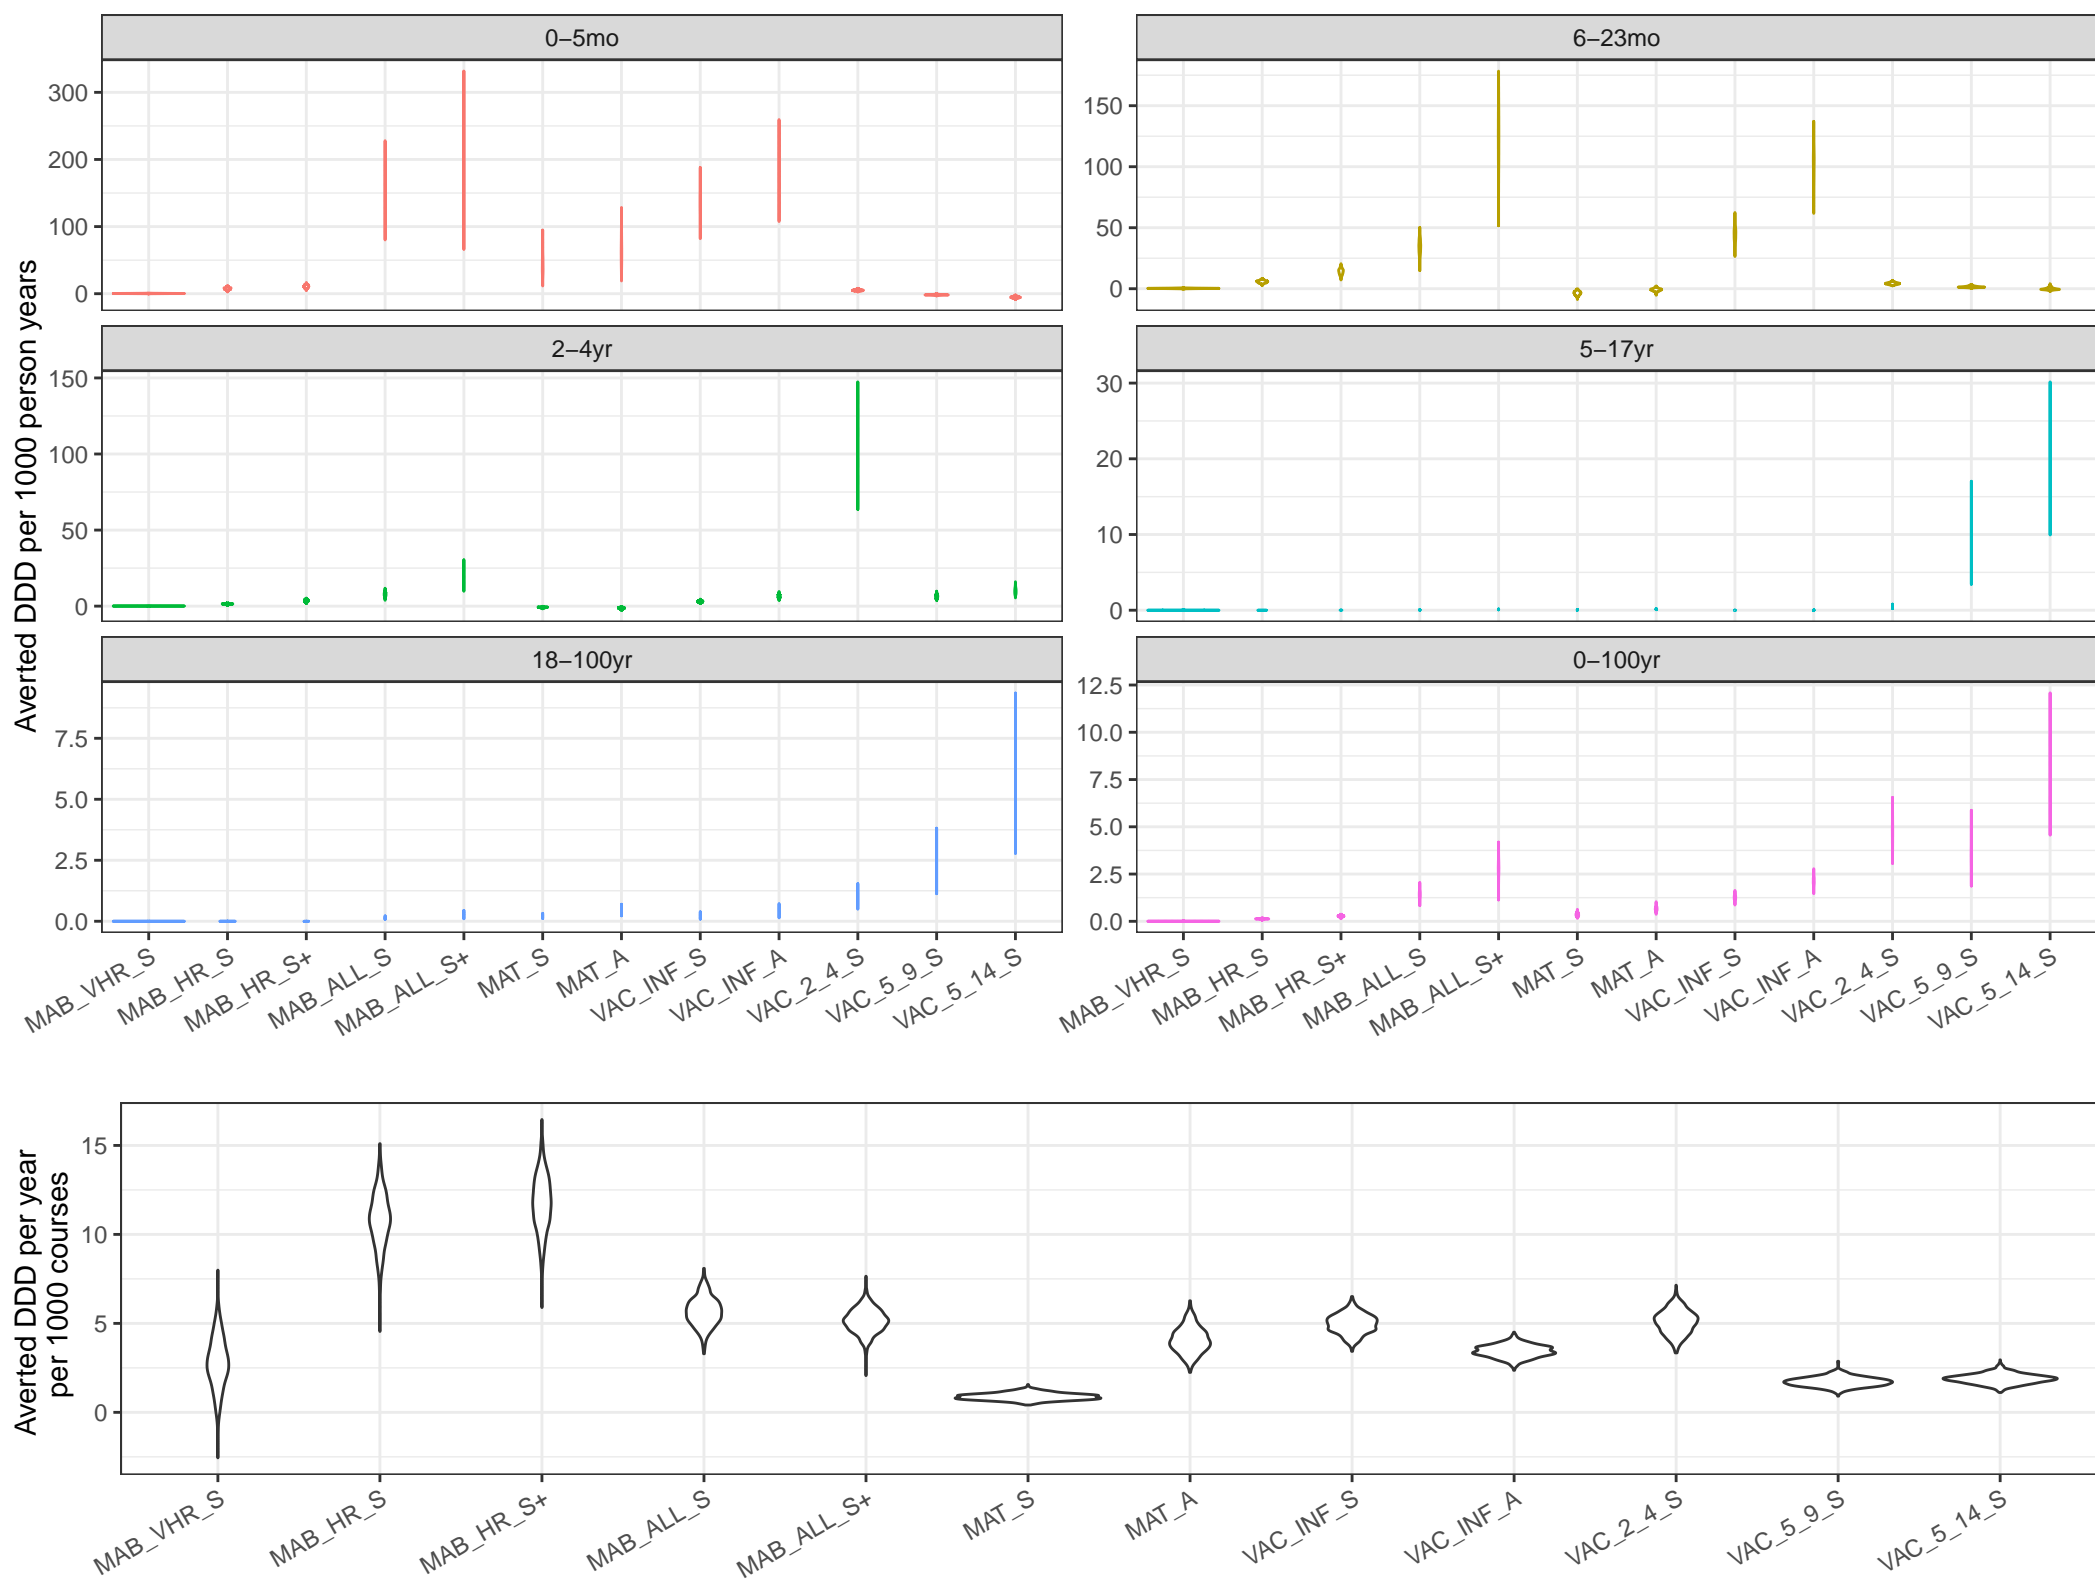 0–5mo
6–23mo
300
200
100
0
150
100
50
0
2–4yr
5–17yr
150
100
50
0
30
20
10
0
18–100yr
0–100yr
7.5
5.0
2.5
0.0
12.5
10.0
7.5
5.0
2.5
0.0
Averted DDD per 1000 person years
MAB_VHR_S
MAB_HR_S
MAB_HR_S+
MAB_ALL_S
MAB_ALL_S+
MAT_S
MAT_A
VAC_INF_S
VAC_INF_A
VAC_2_4_S
VAC_5_9_S
VAC_5_14_S
MAB_VHR_S
MAB_HR_S
MAB_HR_S+
MAB_ALL_S
MAB_ALL_S+
MAT_S
MAT_A
VAC_INF_S
VAC_INF_A
VAC_2_4_S
VAC_5_9_S
VAC_5_14_S
Averted DDD per year
per 1000 courses
15
10
5
0
MAB_VHR_S
MAB_HR_S
MAB_HR_S+
MAB_ALL_S
MAB_ALL_S+
MAT_S
MAT_A
VAC_INF_S
VAC_INF_A
VAC_2_4_S
VAC_5_9_S
VAC_5_14_S